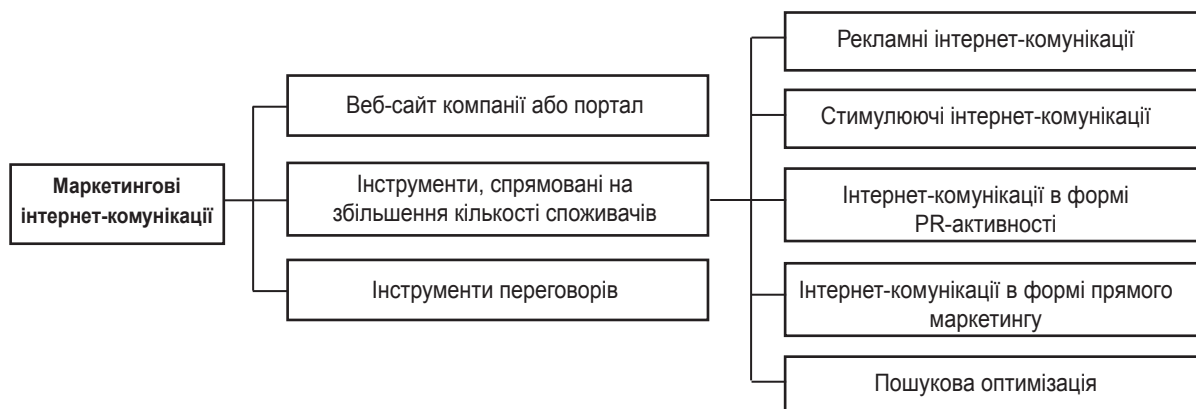 Маркетингові
інтернет-комунікації
Веб-сайт компанії або портал
Інструменти, спрямовані на
збільшення кількості споживачів
Інструменти переговорів
Рекламні інтернет-комунікації
Стимулюючі інтернет-комунікації
Інтернет-комунікації в формі
PR-активності
Інтернет-комунікації в формі прямого
маркетингу
Пошукова оптимізація